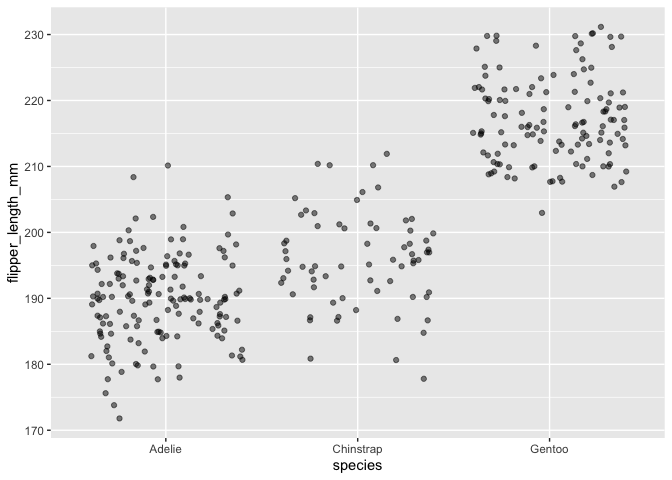 230
220
210
200
190
180
170
flipper_length_mm
Adelie
Chinstrap
Gentoo
species